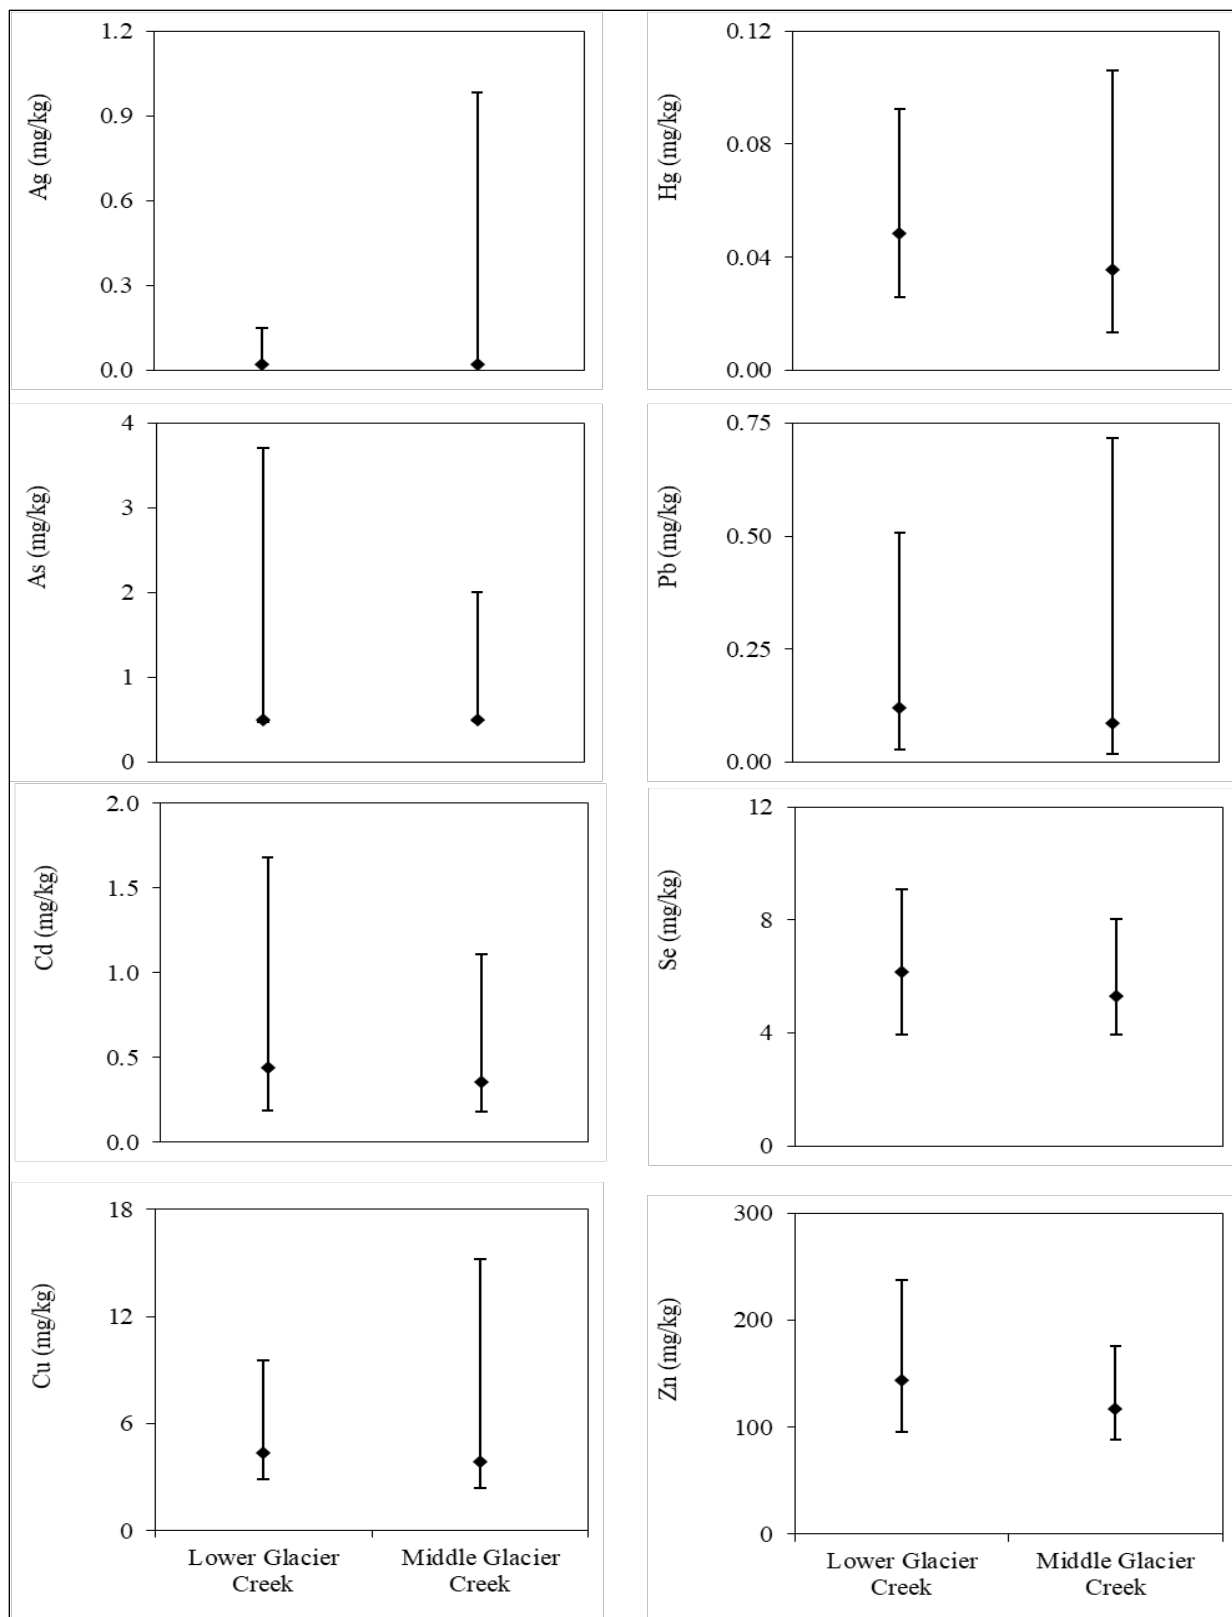 Ag (mg/kg)
1.2
0.9
0.6
0.3
0.0
Hg (mg/kg)
0.12
0.08
0.04
0.00
As (mg/kg)
4
3
2
1
0
Pb (mg/kg)
0.75
0.50
0.25
0.00
Cd (mg/kg)
2.0
1.5
1.0
0.5
0.0
Se (mg/kg)
12
8
4
0
Cu (mg/kg)
18
12
6
0
Lower Glacier
Creek
Middle Glacier
Creek
Zn (mg/kg)
300
200
100
0
Lower Glacier
Creek
Middle Glacier
Creek